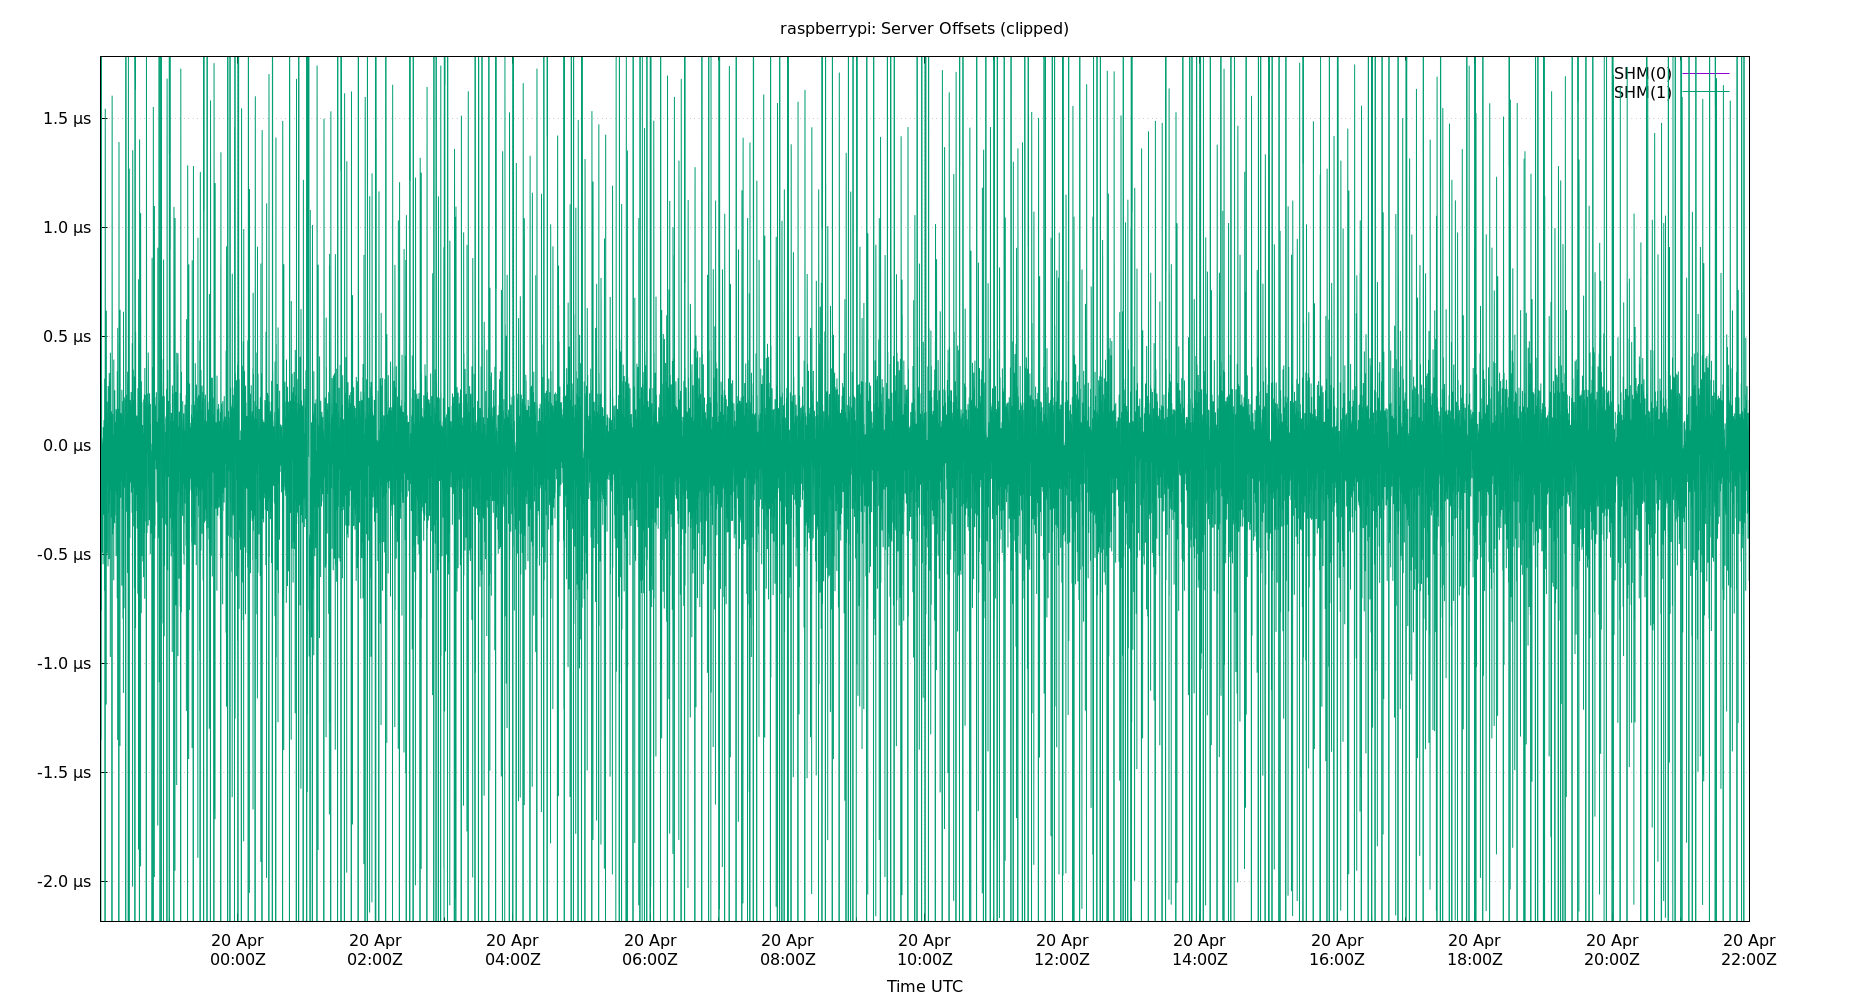 raspberrypi: Server Offsets (clipped)
SHM(0)
SHM(1)
1.5 µs
1.0 µs
0.5 µs
0.0 µs
-0.5 µs
-1.0 µs
-1.5 µs
-2.0 µs
20 Apr 20 Apr 20 Apr 20 Apr 20 Apr 20 Apr 20 Apr 20 Apr 20 Apr 20 Apr 20 Apr 20 Apr
00:00Z 02:00Z 04:00Z 06:00Z 08:00Z 10:00Z 12:00Z 14:00Z 16:00Z 18:00Z 20:00Z 22:00Z
Time UTC